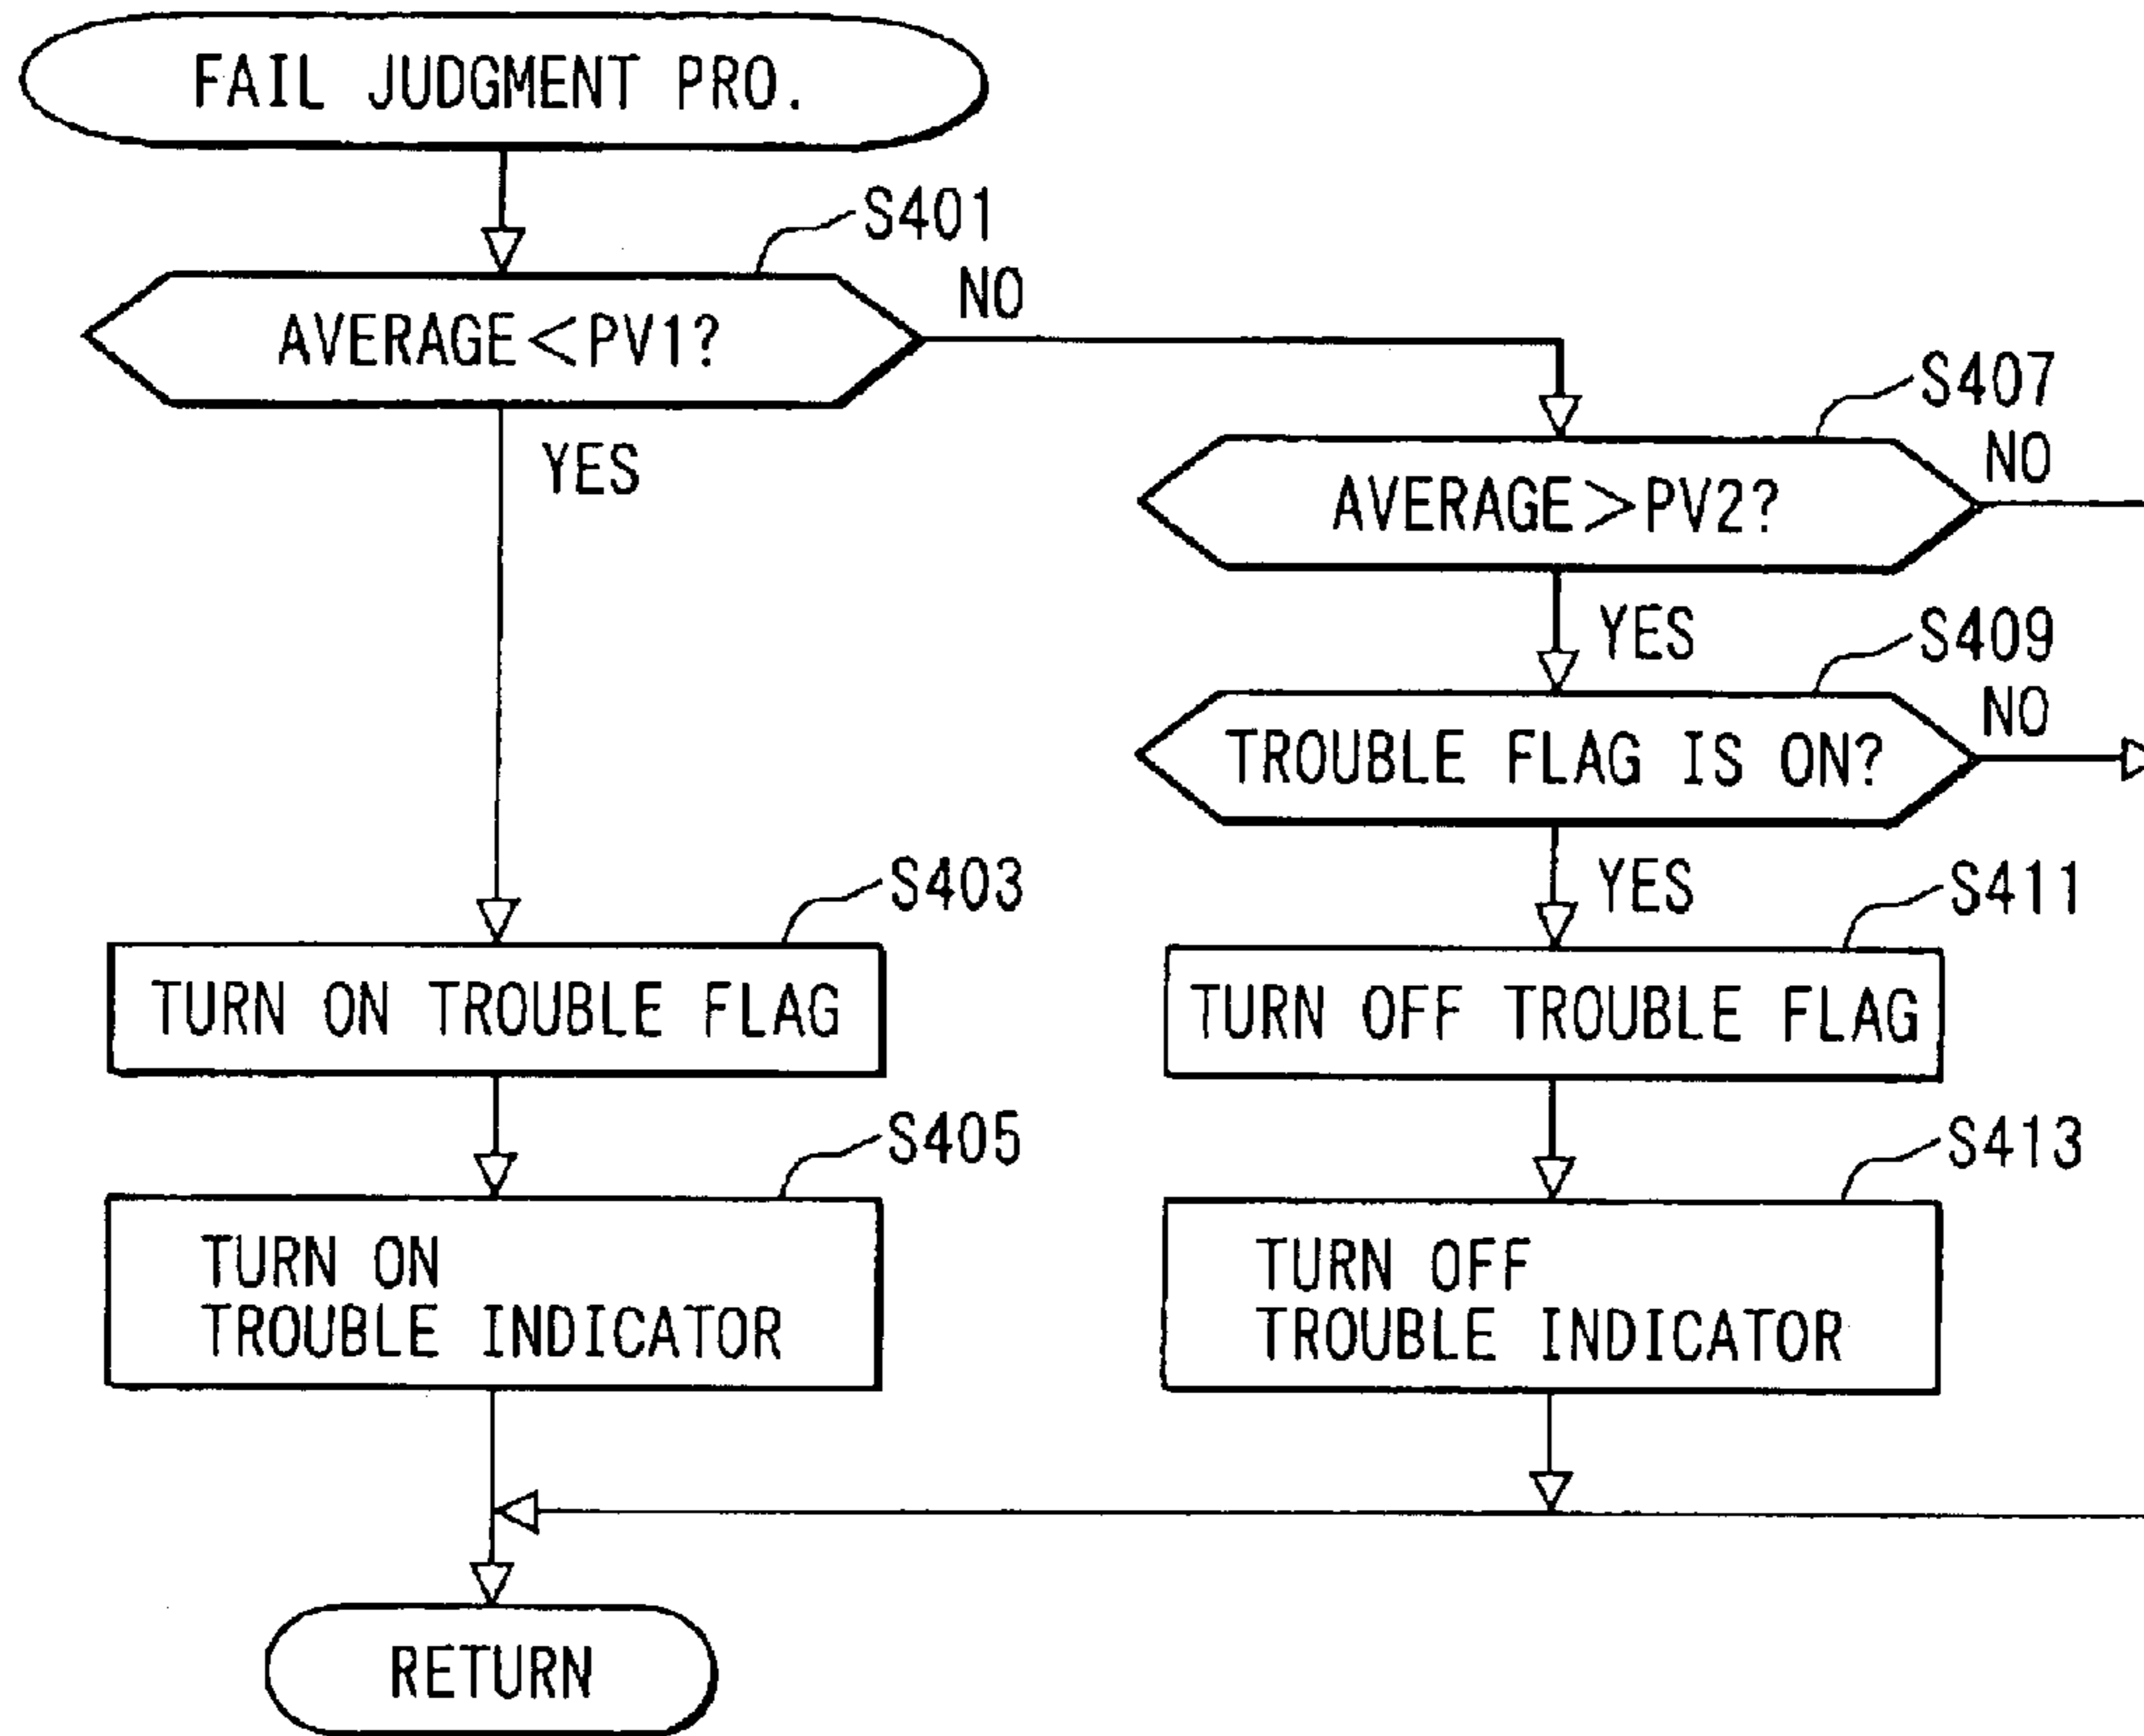 FAIL JUDGMENT PRO.
S401
AVERAGE<PV1?
NO
YES
S407
AVERAGE>PV2?
NO
YES
S409
TROUBLE FLAG IS ON?
NO
YES
S403
TURN ON TROUBLE FLAG
S411
TURN OFF TROUBLE FLAG
S405
TURN ON
TROUBLE INDICATOR
S413
TURN OFF
TROUBLE INDICATOR
RETURN